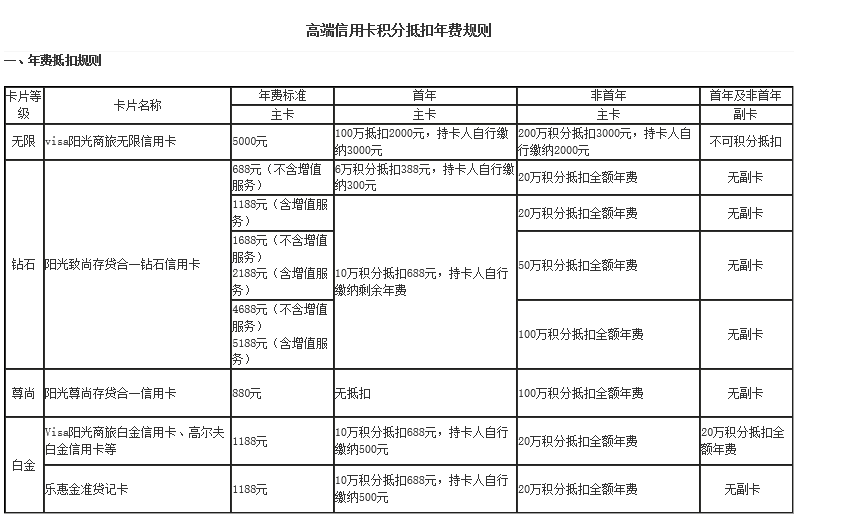 高端信用卡积分抵扣年费规则
一、年费抵扣规则
卡片等级
卡片名称
年费标准
首年
非首年
首年及非首年
主卡
主卡
主卡
副卡
无限
visa阳光商旅无限信用卡
5000元
100万抵扣2000元，持卡人自行缴
纳3000元
200万积分抵扣3000元，持卡人自
行缴纳2000元
不可积分抵扣
钻石
阳光致尚存贷合一钻石信用卡
688元（不含增值
服务）
6万积分抵扣388元，持卡人自行缴
纳300元
20万积分抵扣全额年费
无副卡
1188元（含增值服
务）
10万积分抵扣688元，持卡人自行
缴纳剩余年费
20万积分抵扣全额年费
无副卡
1688元（不含增值
服务）
2188元（含增值服
务）
50万积分抵扣全额年费
无副卡
4688元（不含增值
服务）
5188元（含增值服
务）
100万积分抵扣全额年费
无副卡
尊尚
阳光尊尚存贷合一信用卡
880元
无抵扣
100万积分抵扣全额年费
无副卡
白金
Visa阳光商旅白金信用卡、高尔夫
白金信用卡等
1188元
10万积分抵扣688元，持卡人自行
缴纳500元
20万积分抵扣全额年费
20万积分抵扣全
额年费
乐惠金准贷记卡
1188元
10万积分抵扣688元，持卡人自行
缴纳500元
20万积分抵扣全额年费
无副卡